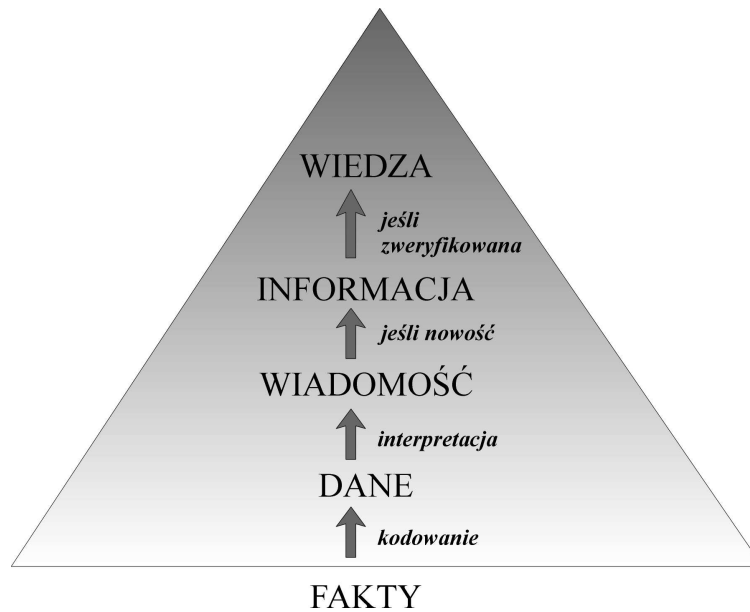 WIEDZA
jeśli
zweryfikowana
INFORMACJA
jeśli nowość
WIADOMOŚĆ
interpretacja
DANE
kodowanie
FAKTY